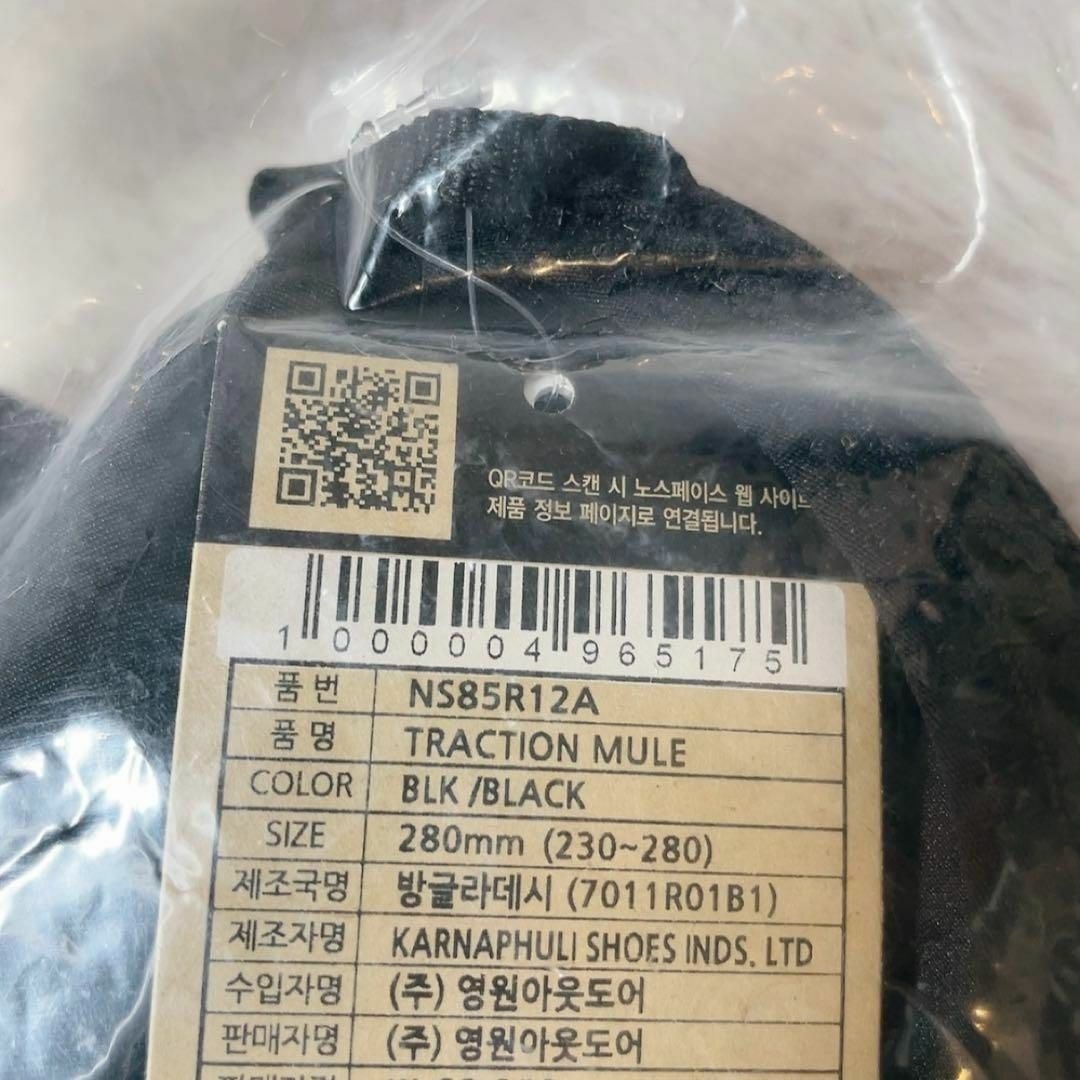 QR코드 스캔 시 노스페이스 웹 사이트
제품 정보 페이지로 연결됩니다.
1 000004 965175
품 번 NS85R12A
품 명 TRACTION MULE
COLOR BLK /BLACK
SIZE 280mm (230~280)
제조국명 방글라데시 (7011R01B1)
제조자명 KARNAPHULI SHOES INDS. LTD
수입자명 (주) 영원아웃도어
판매자명 (주) 영원아웃도어